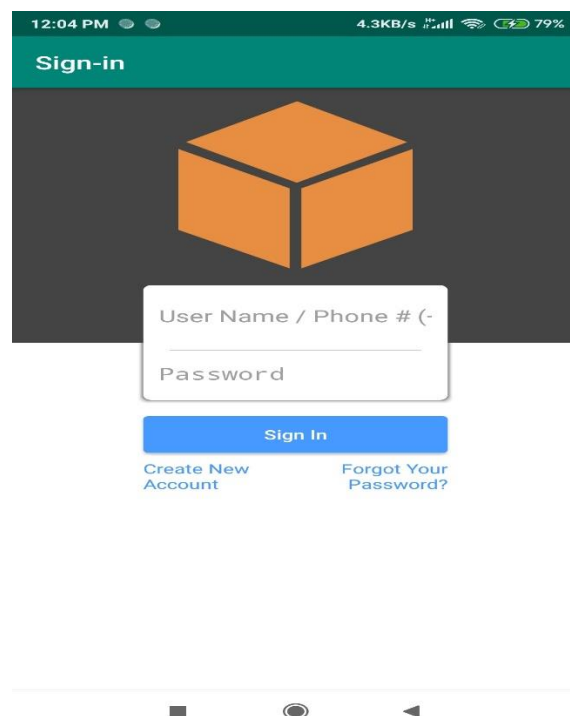 12:04 PM 4.3KB/s 79%
Sign-in
User Name / Phone # (-
Password
Sign In
Create New Account
Forgot Your Password?